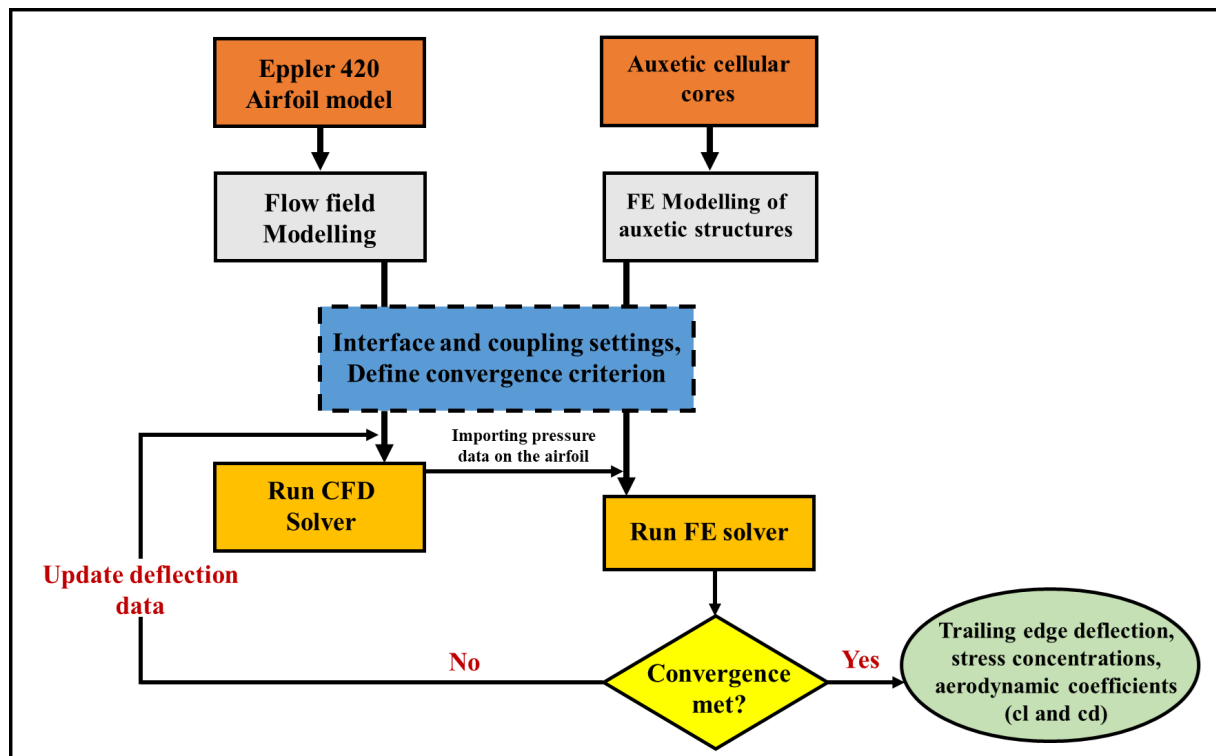 Eppler 420
Airfoil model
Auxetic cellular
cores
Flow field
Modelling
FE Modelling of
auxetic structures
Interface and coupling settings,
Define convergence criterion
Importing pressure
data on the airfoil
Run CFD
Solver
Run FE solver
Update deflection
data
No
Convergence
met?
Yes
Trailing edge deflection,
stress concentrations,
aerodynamic coefficients
(cl and cd)